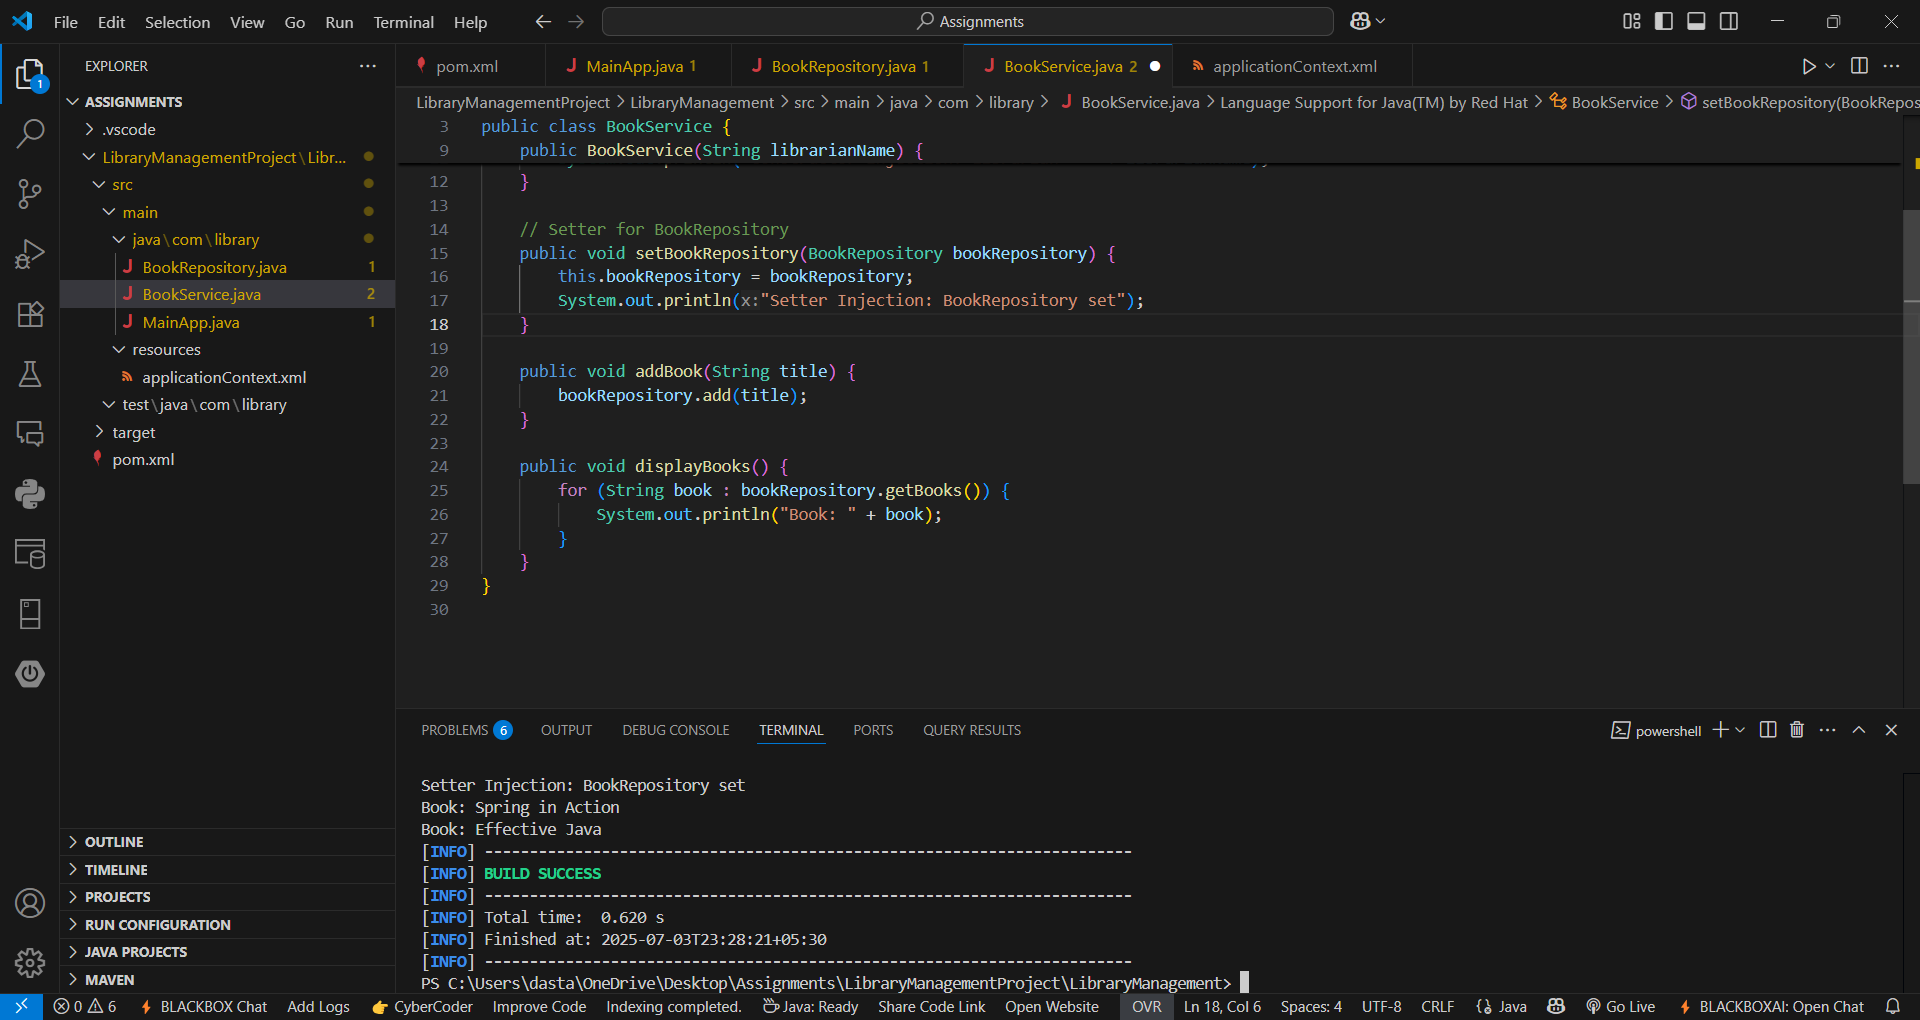 File Edit Selection View Go Run Terminal Help
Assignments
EXPLORER
pom.xml
MainApp.java 1
BookRepository.java 1
BookService.java 2
applicationContext.xml
ASSIGNMENTS
.vscode
LibraryManagementProject\Libr...
src
main
java\com\library
BookRepository.java 1
BookService.java 2
MainApp.java 1
resources
applicationContext.xml
test\java\com\library
target
pom.xml
OUTLINE
TIMELINE
PROJECTS
RUN CONFIGURATION
JAVA PROJECTS
MAVEN
LibraryManagementProject > LibraryManagement > src > main > java > com > library > BookService.java > Language Support for Java(TM) by Red Hat > BookService > setBookRepository(BookRepos
3 public class BookService {
9 public BookService(String librarianName) {
12 }
13
14 // Setter for BookRepository
15 public void setBookRepository(BookRepository bookRepository) {
16 this.bookRepository = bookRepository;
17 System.out.println(x:"Setter Injection: BookRepository set");
18 }
19
20 public void addBook(String title) {
21 bookRepository.add(title);
22 }
23
24 public void displayBooks() {
25 for (String book : bookRepository.getBooks()) {
26 System.out.println("Book: " + book);
27 }
28 }
29 }
30
PROBLEMS 6 OUTPUT DEBUG CONSOLE TERMINAL PORTS QUERY RESULTS
powershell
Setter Injection: BookRepository set
Book: Spring in Action
Book: Effective Java
[INFO] ------------------------------------------------------------------------
[INFO] BUILD SUCCESS
[INFO] ------------------------------------------------------------------------
[INFO] Total time:  0.620 s
[INFO] Finished at: 2025-07-03T23:28:21+05:30
[INFO] ------------------------------------------------------------------------
PS C:\Users\dasta\OneDrive\Desktop\Assignments\LibraryManagementProject\LibraryManagement>
0 6 BLACKBOX Chat Add Logs CyberCoder Improve Code Indexing completed. Java: Ready Share Code Link Open Website OVR Ln 18, Col 6 Spaces: 4 UTF-8 CRLF {} Java Go Live BLACKBOXAI: Open Chat